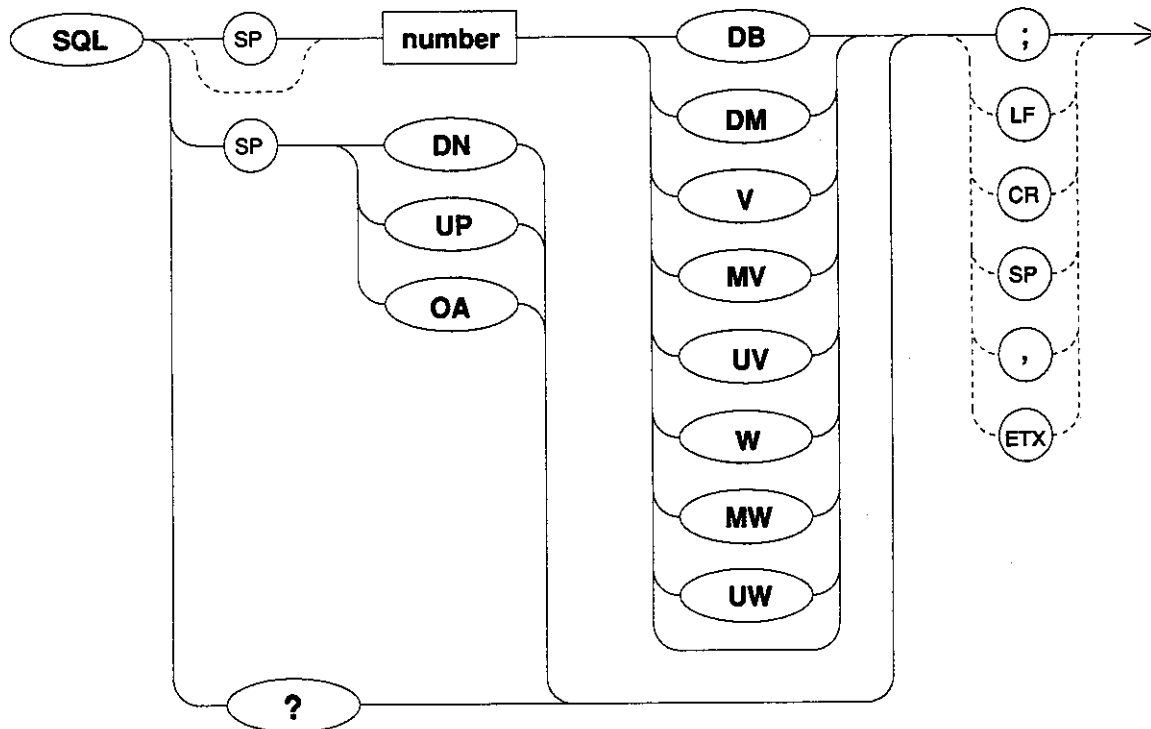 SQL SP number DB ;
DM LF
SP DN
V CR
UP
MV SP
OA
UV ,
W ETX
MW
UW
?